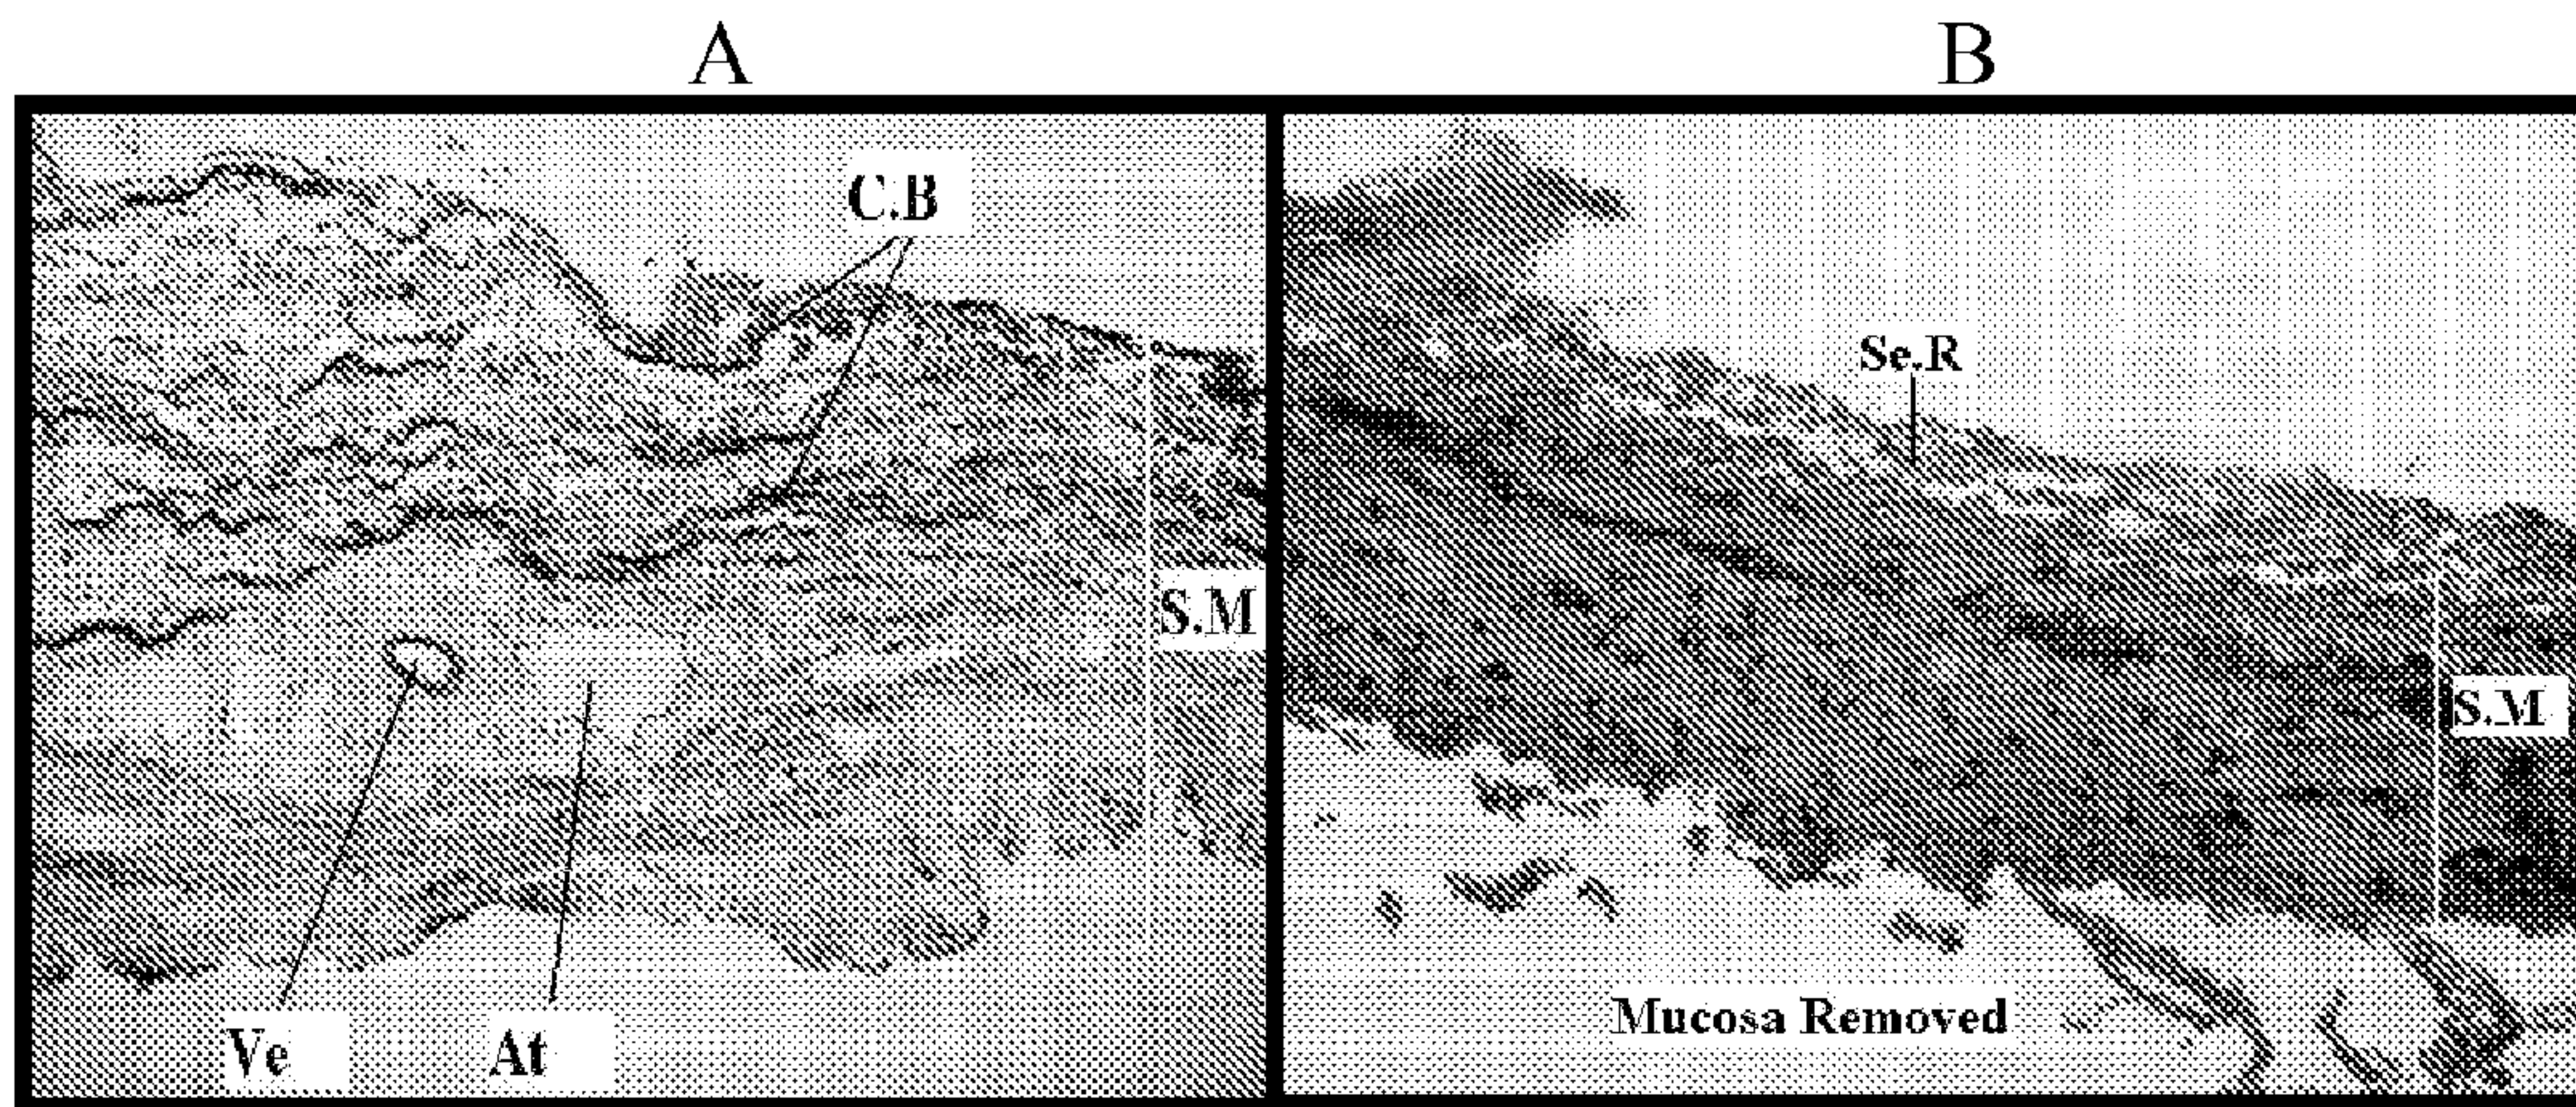 A
B
C.B
Se.R
S.M
S.M
Ve
At
Mucosa Removed